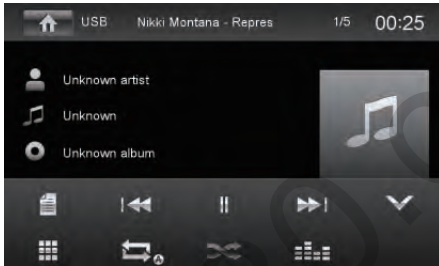 USB Nikki Montana - Repres 1/5 00:25
Unknown artist
Unknown
Unknown album
A